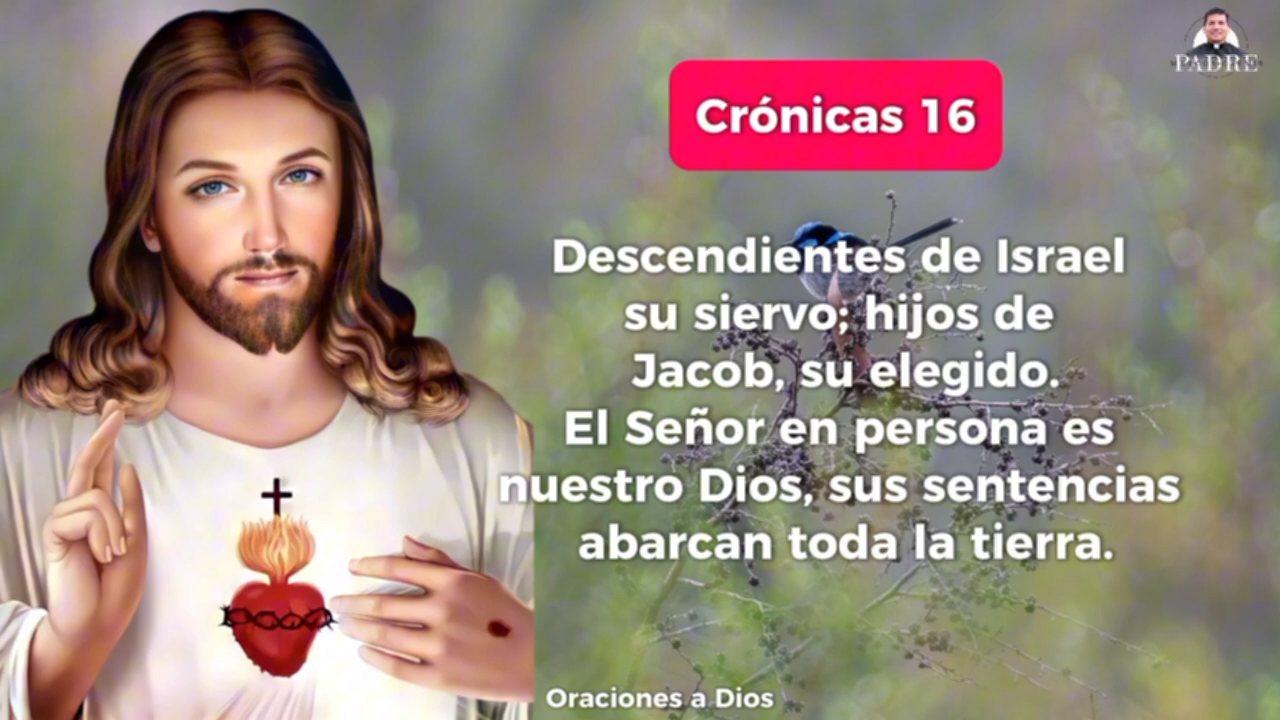 PADRE
Crónicas 16
Descendientes de Israel
su siervo; hijos de
Jacob, su elegido.
El Señor en persona es
nuestro Dios, sus sentencias
abarcan toda la tierra.
Oraciones a Dios